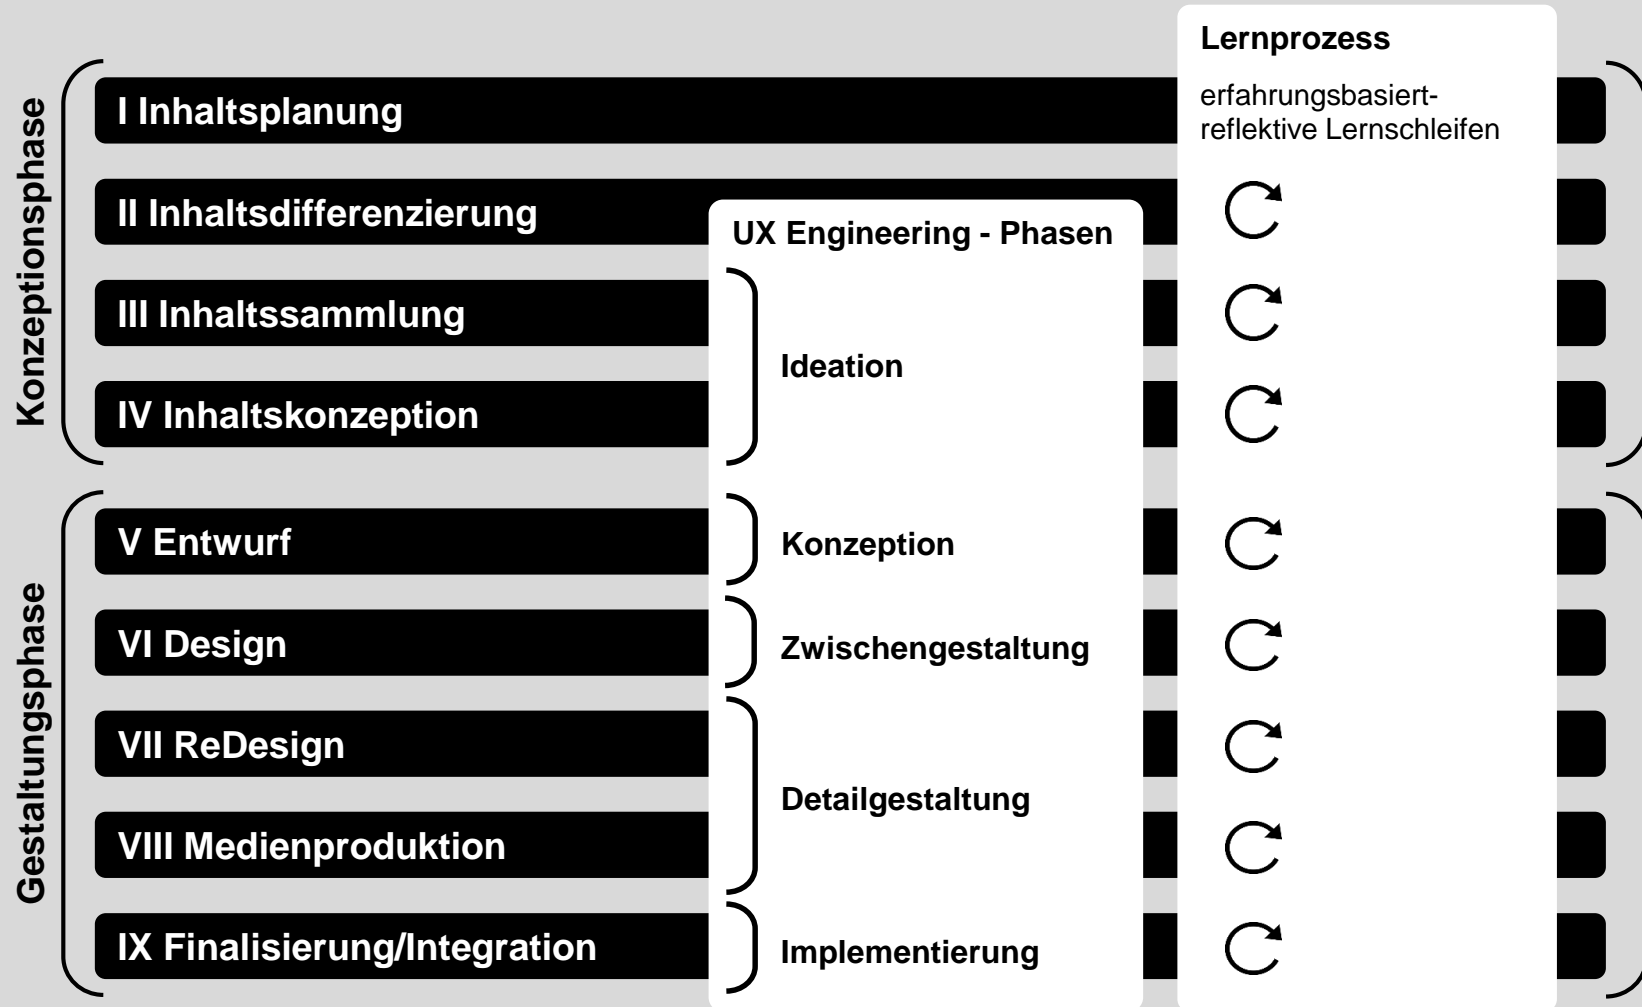 Konzeptionsphase
I Inhaltsplanung
II Inhaltsdifferenzierung
III Inhaltssammlung
IV Inhaltskonzeption
Gestaltungsphase
V Entwurf
VI Design
VII ReDesign
VIII Medienproduktion
IX Finalisierung/Integration
UX Engineering - Phasen
Ideation
Konzeption
Zwischengestaltung
Detailgestaltung
Implementierung
Lernprozess
erfahrungsbasiert-
reflektive Lernschleifen